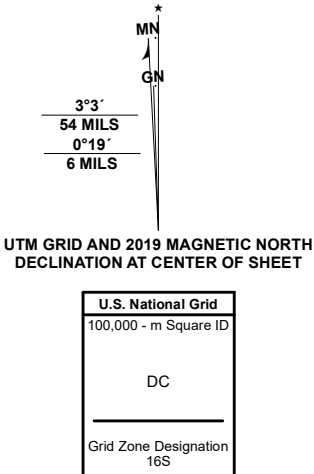 ★
MN
GN
3°3´
54 MILS
0°19´
6 MILS
UTM GRID AND 2019 MAGNETIC NORTH
DECLINATION AT CENTER OF SHEET
U.S. National Grid
100,000 - m Square ID
DC
Grid Zone Designation
16S